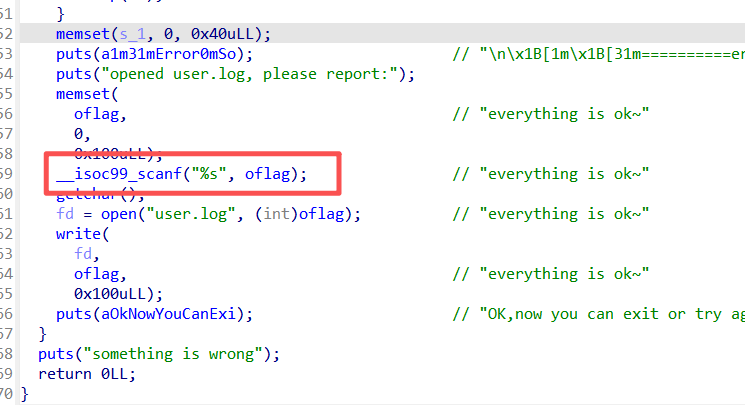 51 }
52 memset(s_1, 0, 0x40uLL);
53 puts(a1m31mError0mSo); // "\n\x1B[1m\x1B[31m==========er
54 puts("opened user.log, please report:");
55 memset(
56 oflag, // "everything is ok~"
57 0,
58 0x100uLL);
59 __isoc99_scanf("%s", oflag); // "everything is ok~"
60 getchar();
61 fd = open("user.log", (int)oflag); // "everything is ok~"
62 write(
63 fd,
64 oflag, // "everything is ok~"
65 0x100uLL);
66 puts(aOkNowYouCanExi); // "OK,now you can exit or try ag
67 }
68 puts("something is wrong");
69 return 0LL;
70 }